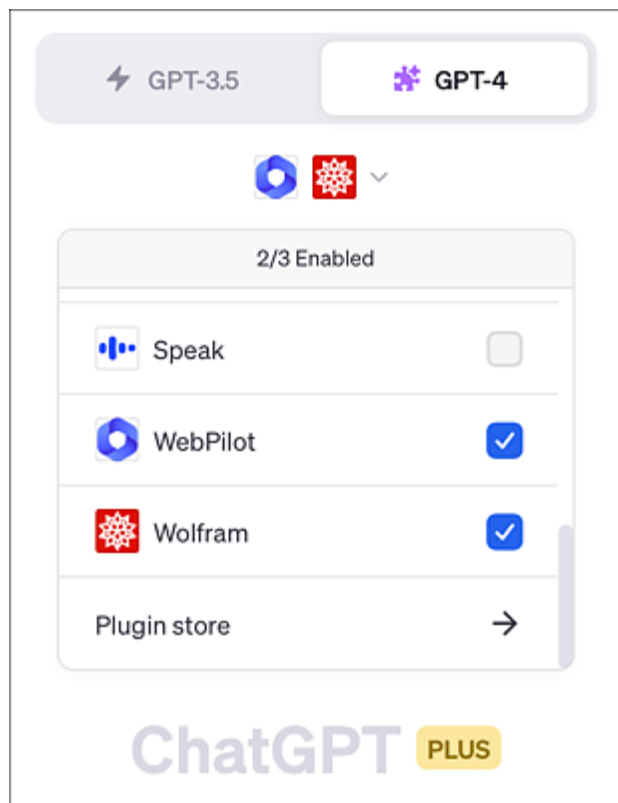 GPT-3.5
GPT-4
2/3 Enabled
Speak
WebPilot
Wolfram
Plugin store
ChatGPT PLUS